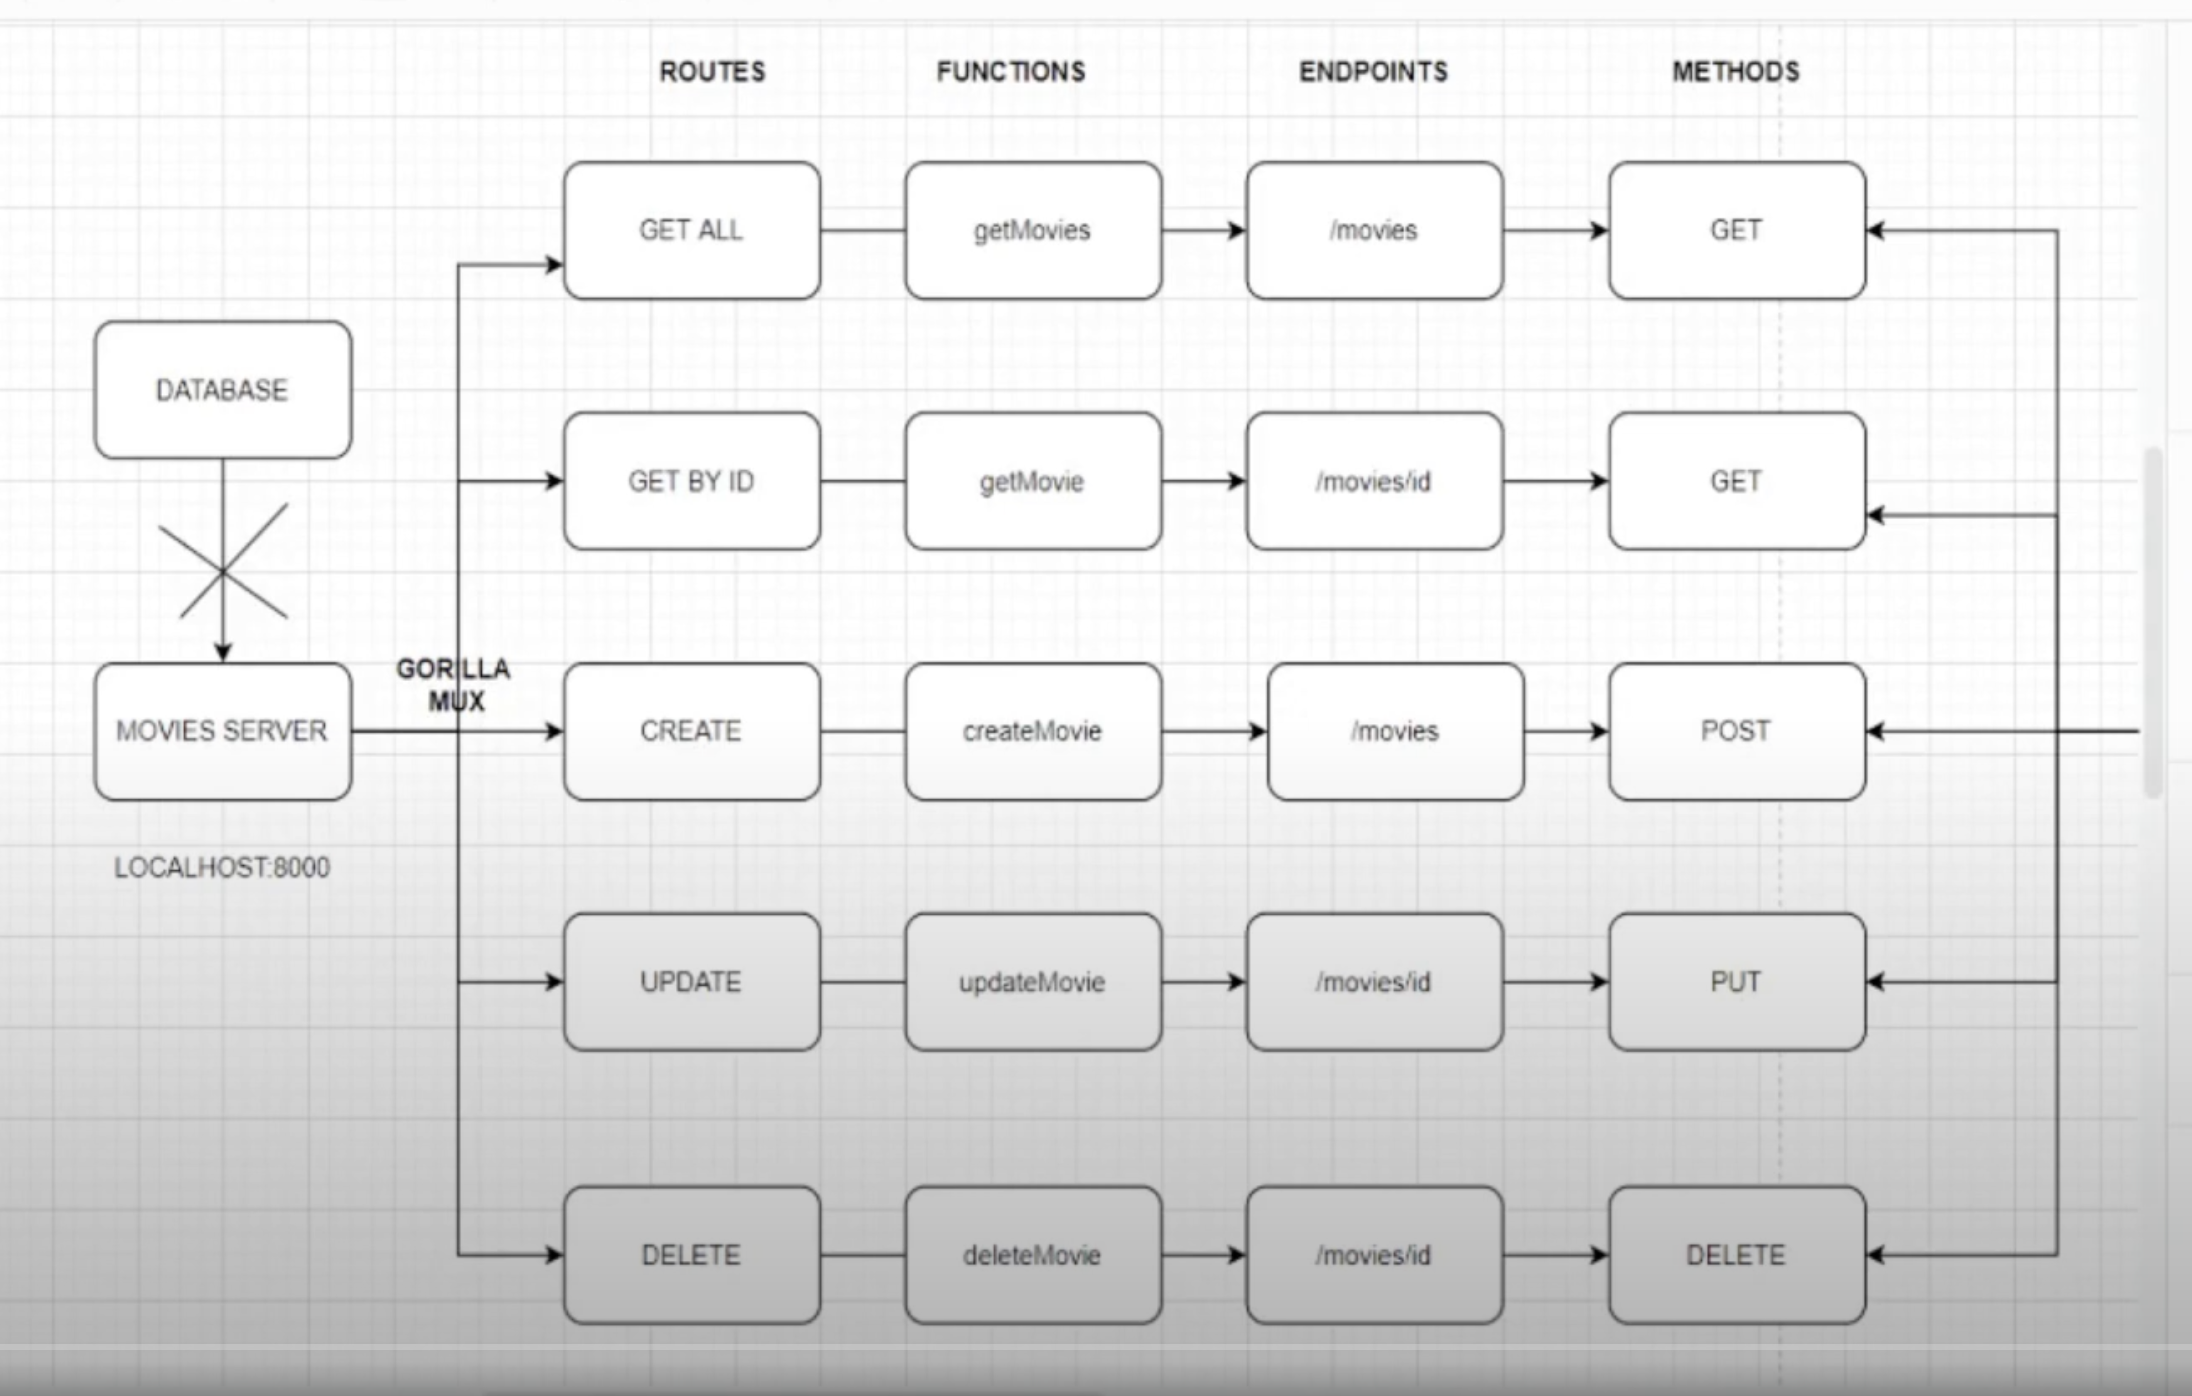 ROUTES FUNCTIONS ENDPOINTS METHODS
GET ALL getMovies /movies GET
DATABASE
GET BY ID getMovie /movies/id GET
GORILLA
MUX
MOVIES SERVER CREATE createMovie /movies POST
LOCALHOST:8000
UPDATE updateMovie /movies/id PUT
DELETE deleteMovie /movies/id DELETE